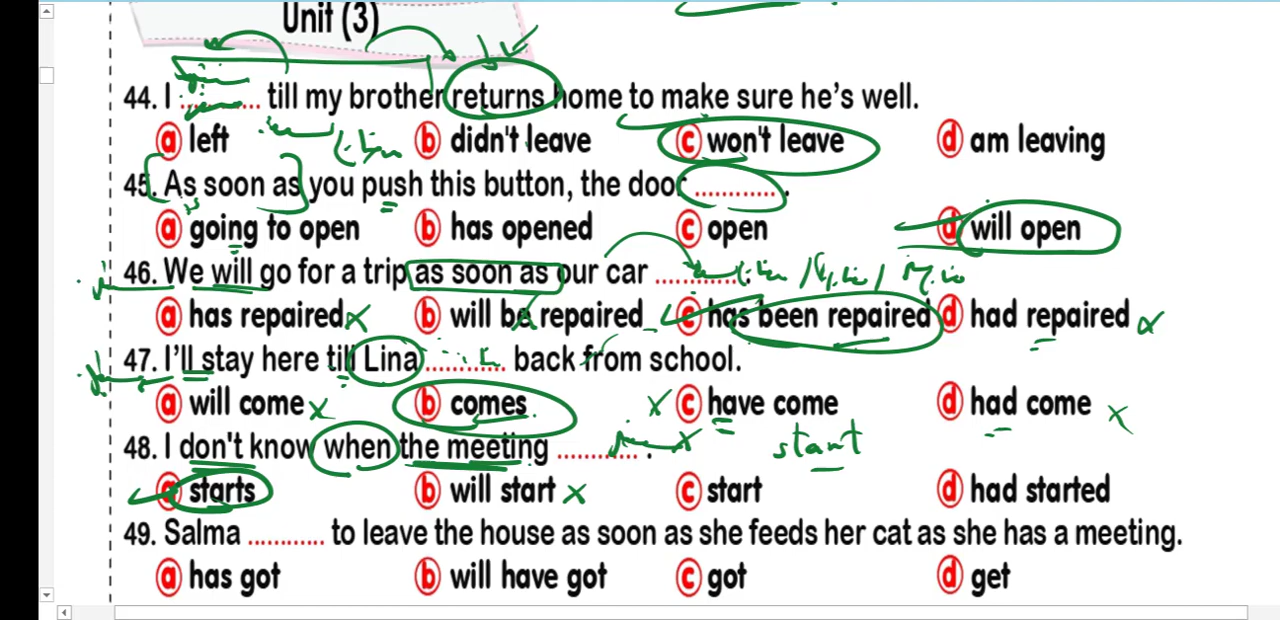 Unit (3)
44. I ............ till my brother returns home to make sure he's well.
a left b didn't leave c won't leave d am leaving
45. As soon as you push this button, the door ............ .
a going to open b has opened c open d will open
46. We will go for a trip as soon as our car ............ .
a has repaired b will be repaired c has been repaired d had repaired
47. I'll stay here till Lina ............ back from school.
a will come b comes c have come d had come
48. I don't know when the meeting ............ . start
a starts b will start c start d had started
49. Salma ............ to leave the house as soon as she feeds her cat as she has a meeting.
a has got b will have got c got d get